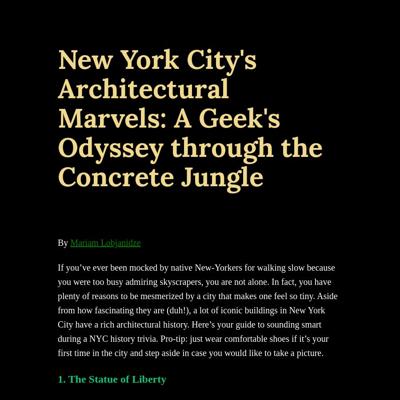 New York City's
Architectural
Marvels: A Geek's
Odyssey through the
Concrete Jungle
By Mariam Lobjanidze
If you’ve ever been mocked by native New-Yorkers for walking slow because
you were too busy admiring skyscrapers, you are not alone. In fact, you have
plenty of reasons to be mesmerized by a city that makes one feel so tiny. Aside
from how fascinating they are (duh!), a lot of iconic buildings in New York
City have a rich architectural history. Here’s your guide to sounding smart
during a NYC history trivia. Pro-tip: just wear comfortable shoes if it’s your
first time in the city and step aside in case you would like to take a picture.
1. The Statue of Liberty